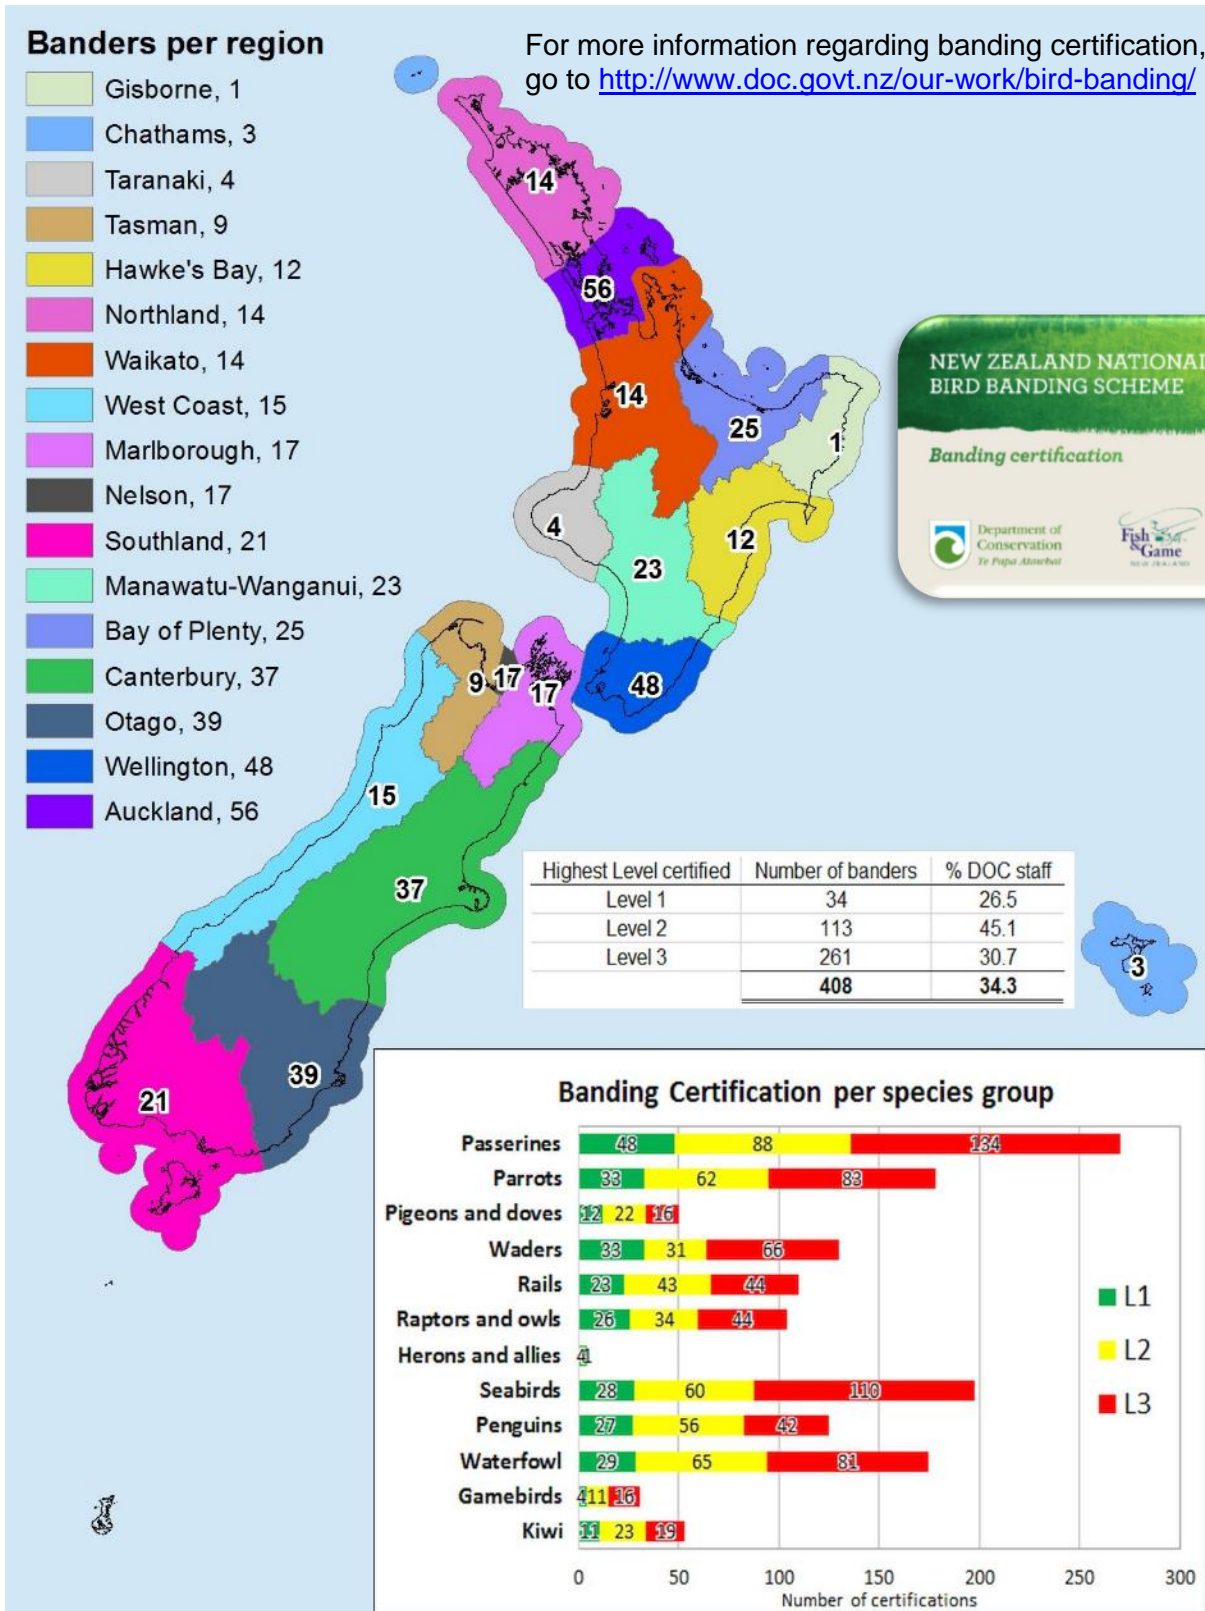 Banders per region
Gisborne, 1
Chathams, 3
Taranaki, 4
Tasman, 9
Hawke's Bay, 12
Northland, 14
Waikato, 14
West Coast, 15
Marlborough, 17
Nelson, 17
Southland, 21
Manawatu-Wanganui, 23
Bay of Plenty, 25
Canterbury, 37
Otago, 39
Wellington, 48
Auckland, 56
For more information regarding banding certification,
go to http://www.doc.govt.nz/our-work/bird-banding/
14
56
14
25
1
4
12
23
9
17
17
48
15
37
3
39
21
NEW ZEALAND NATIONAL
BIRD BANDING SCHEME
Banding certification
Department of
Conservation
Te Papa Atawhai
Fish
& Game
NEW ZEALAND
Highest Level certified Number of banders % DOC staff
Level 1 34 26.5
Level 2 113 45.1
Level 3 261 30.7
408 34.3
Banding Certification per species group
Passerines 48 88 134
Parrots 33 62 83
Pigeons and doves 12 22 16
Waders 33 31 66
Rails 23 43 44
Raptors and owls 26 34 44
Herons and allies 4 1
Seabirds 28 60 110
Penguins 27 56 42
Waterfowl 29 65 81
Gamebirds 4 11 16
Kiwi 11 23 19
L1
L2
L3
0 50 100 150 200 250 300
Number of certifications